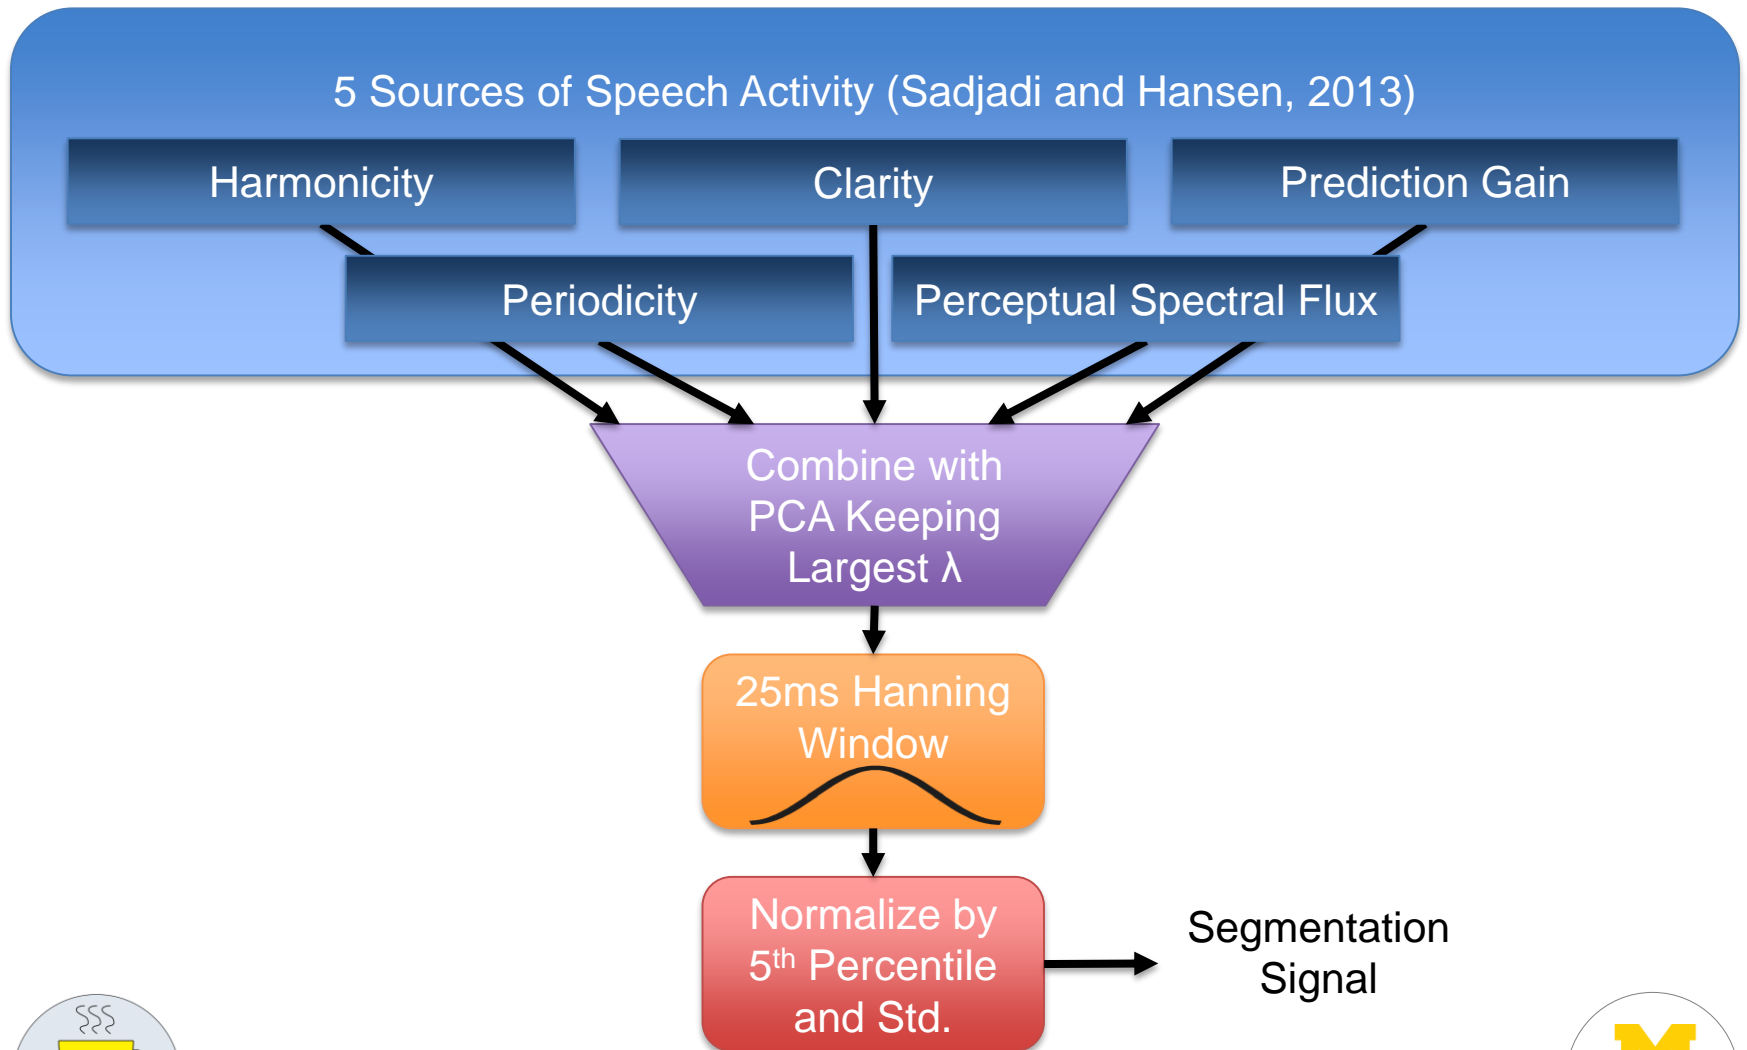 5 Sources of Speech Activity (Sadjadi and Hansen, 2013)
Harmonicity
Clarity
Prediction Gain
Periodicity
Perceptual Spectral Flux
Combine with
PCA Keeping
Largest λ
25ms Hanning
Window
Normalize by
5th Percentile
and Std.
Segmentation
Signal
M